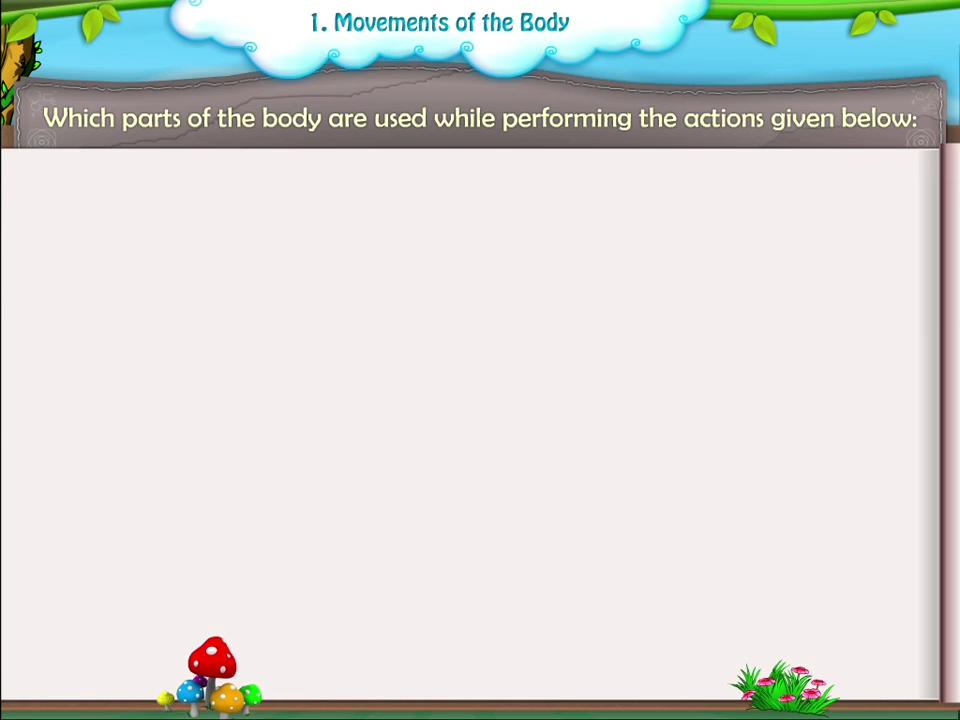 1. Movements of the Body
Which parts of the body are used while performing the actions given below: